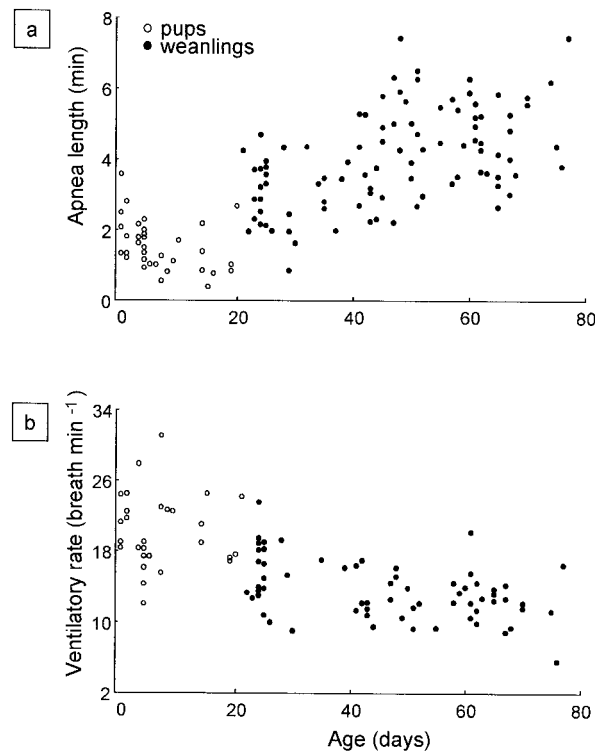 a
○ pups
● weanlings
Apnea length (min)
8
6
4
2
0
0 20 40 60 80
b
Ventilatory rate (breath min -1)
34
26
18
10
2
0 20 40 60 80
Age (days)